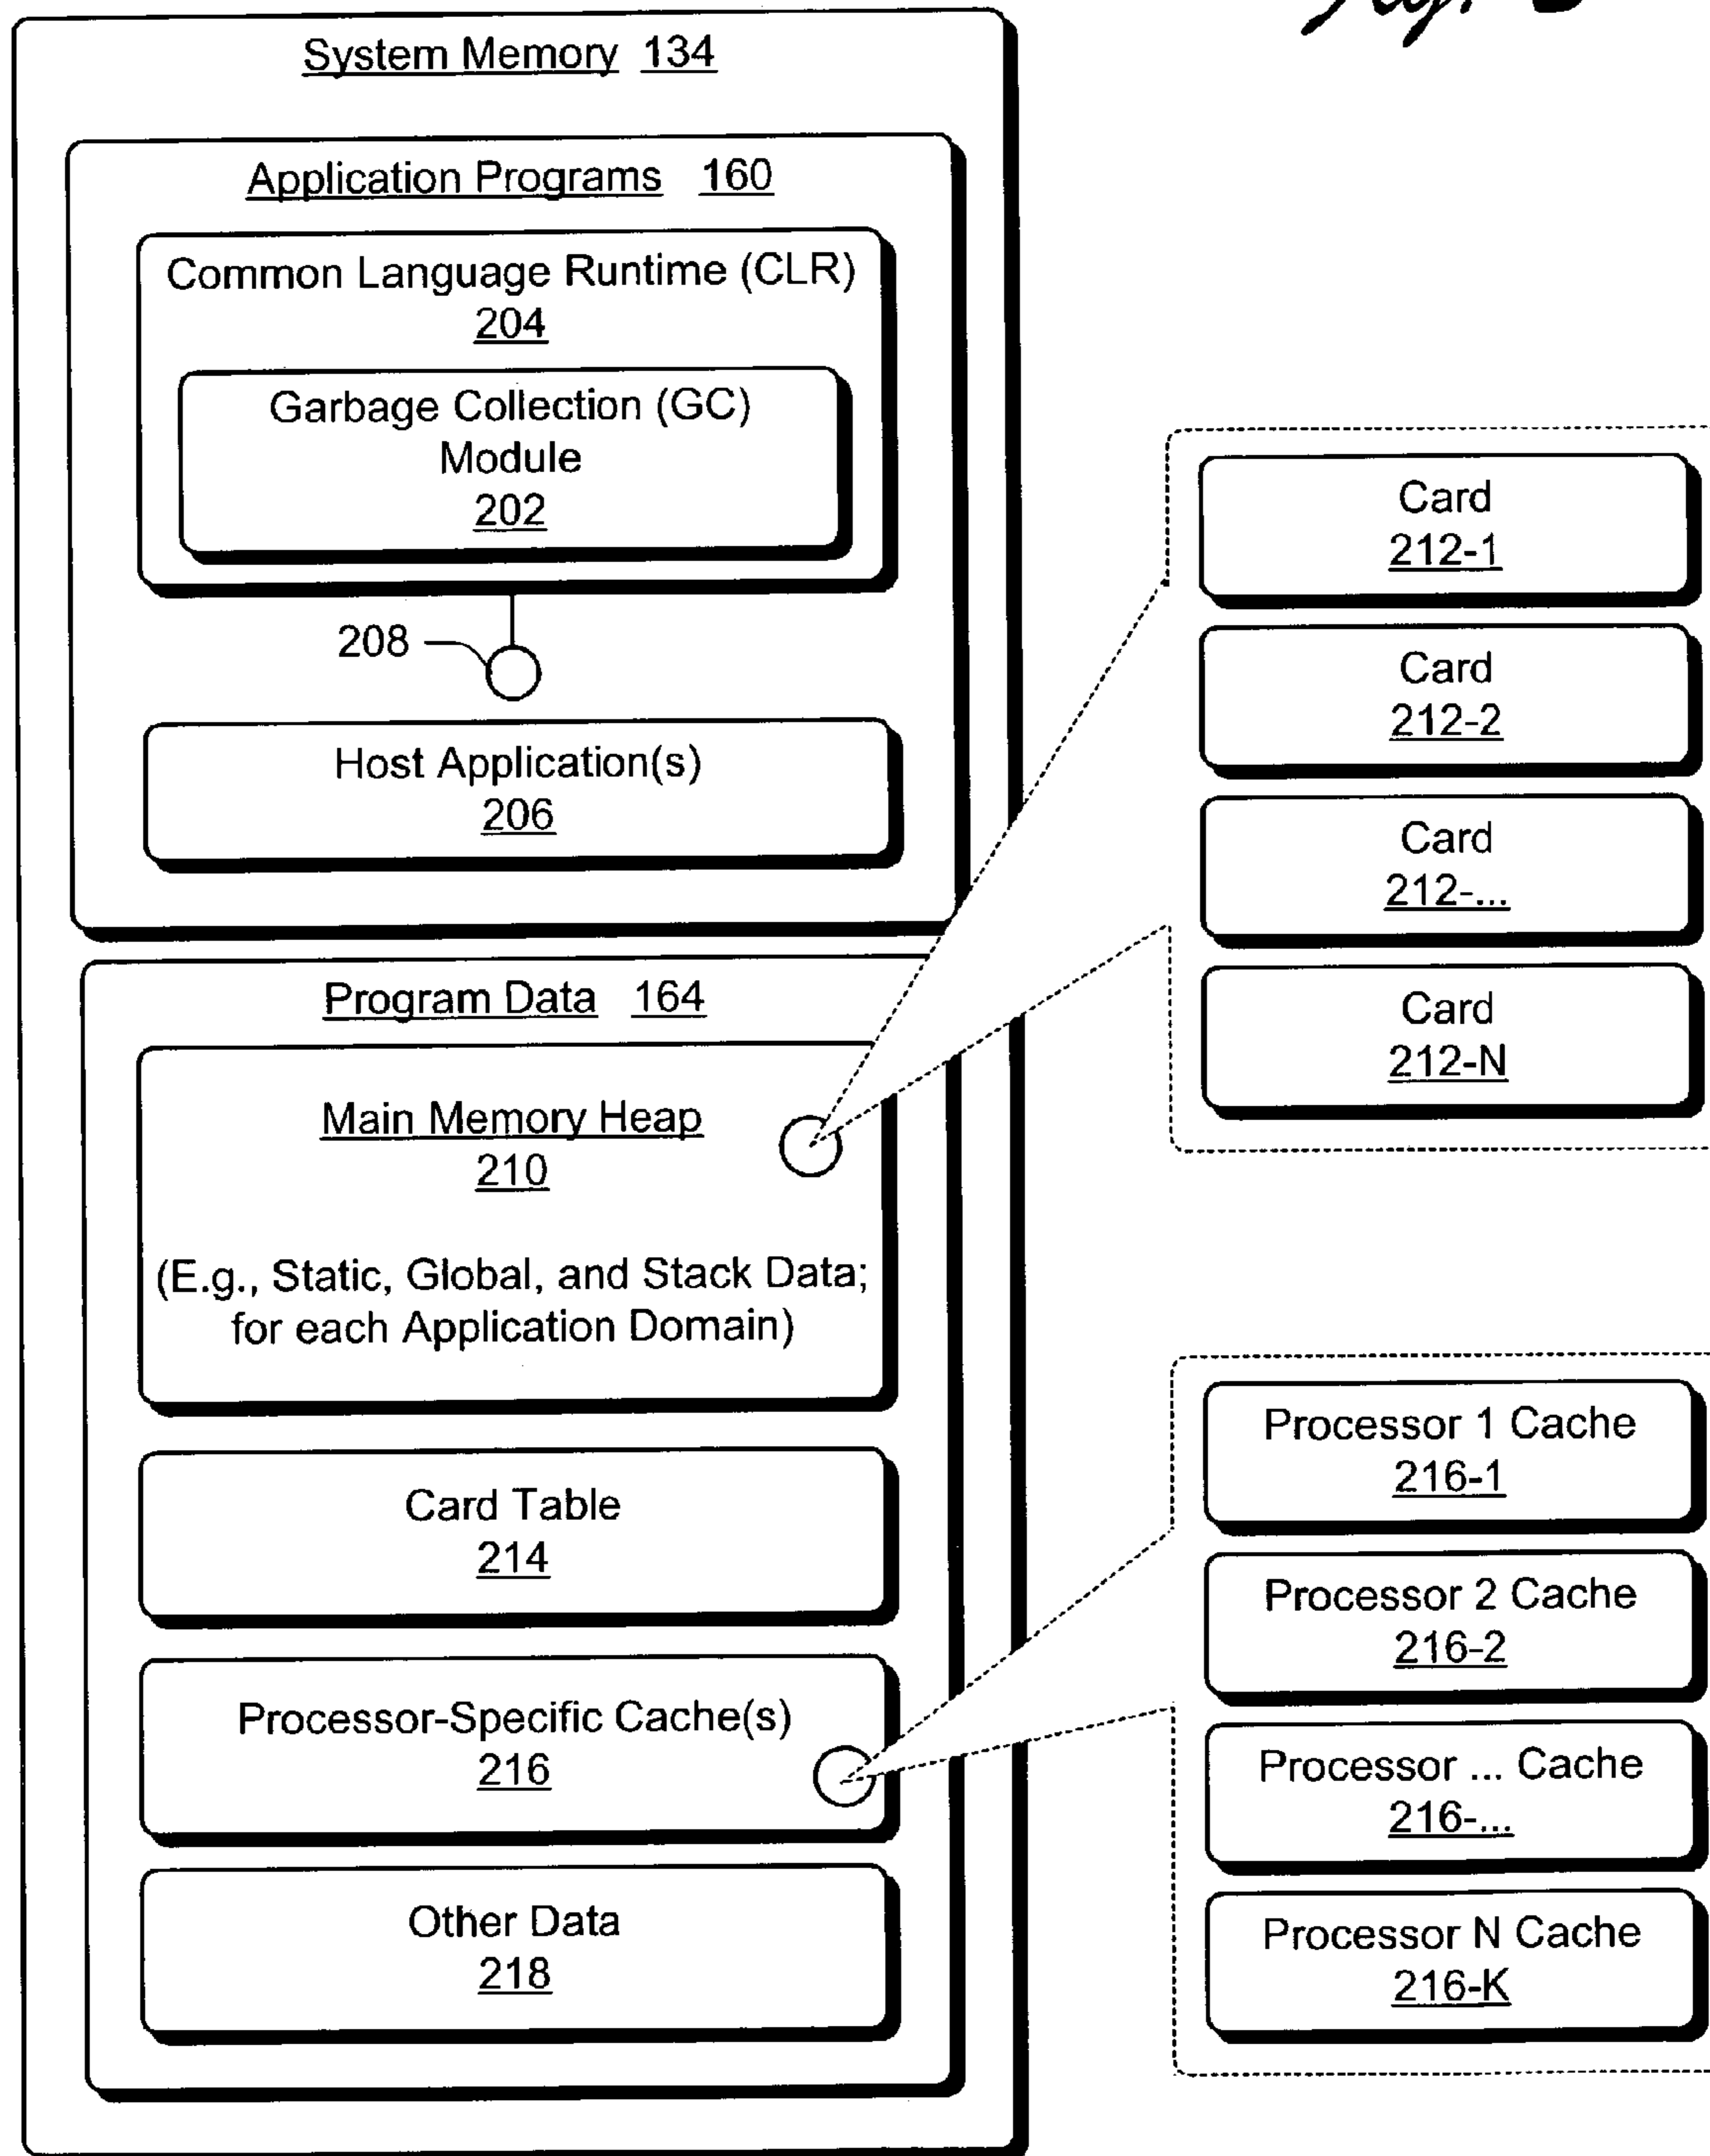 Fig.
System Memory 134
Application Programs 160
Common Language Runtime (CLR)
204
Garbage Collection (GC)
Module
202
208
Host Application(s)
206
Program Data 164
Main Memory Heap
210
(E.g., Static, Global, and Stack Data;
for each Application Domain)
Card Table
214
Processor-Specific Cache(s)
216
Other Data
218
Card
212-1
Card
212-2
Card
212-...
Card
212-N
Processor 1 Cache
216-1
Processor 2 Cache
216-2
Processor ... Cache
216-...
Processor N Cache
216-K